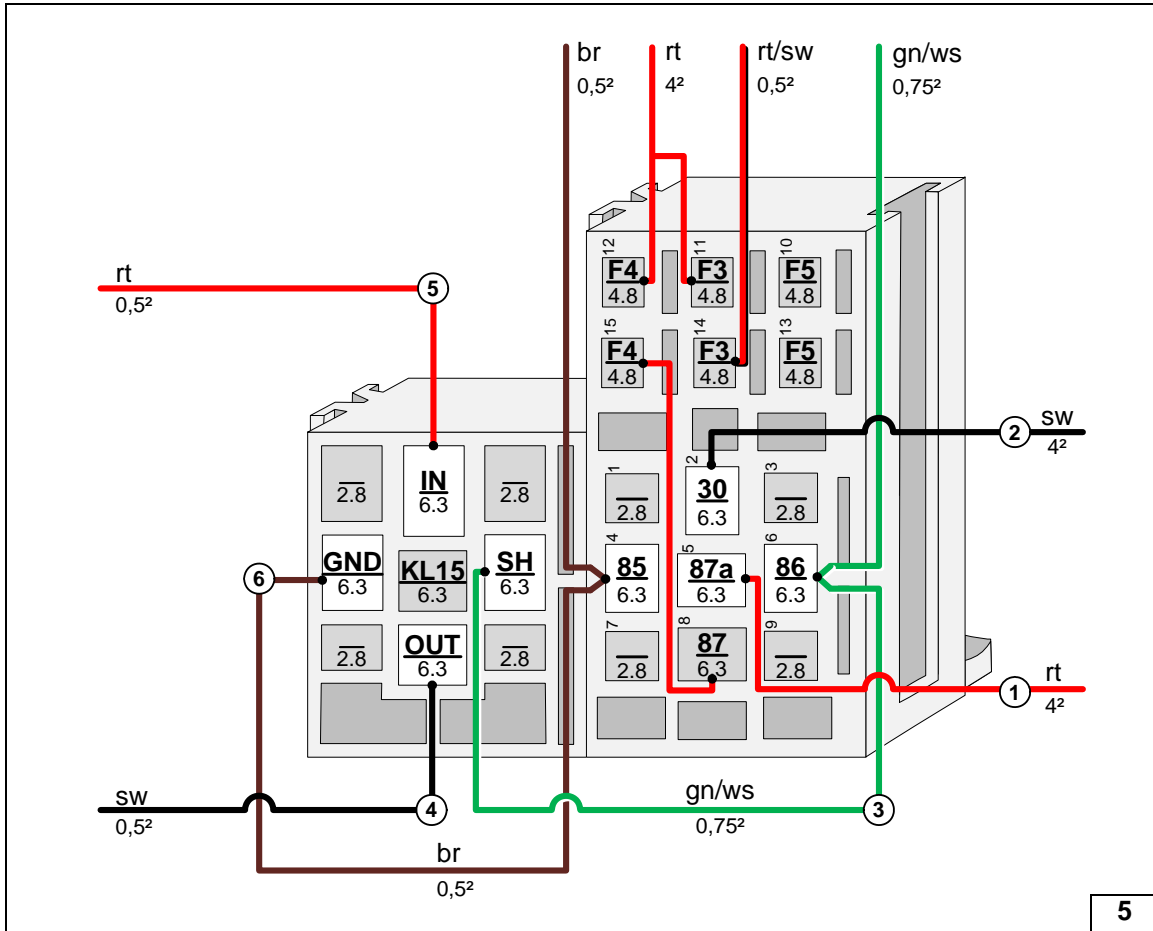 br
rt
rt/sw
gn/ws
0,5²
4²
0,5²
0,75²
12
11
10
F4
F3
F5
4.8
4.8
4.8
rt
0,5²
5
15
14
13
F4
F3
F5
4.8
4.8
4.8
2
sw
4²
2.8
IN
6.3
2.8
1
2.8
2
30
6.3
3
2.8
6
GND
6.3
KL15
6.3
SH
6.3
4
85
6.3
5
87a
6.3
6
86
6.3
2.8
OUT
6.3
2.8
7
2.8
8
87
6.3
9
2.8
1
rt
4²
sw
0,5²
4
gn/ws
0,75²
3
br
0,5²
5